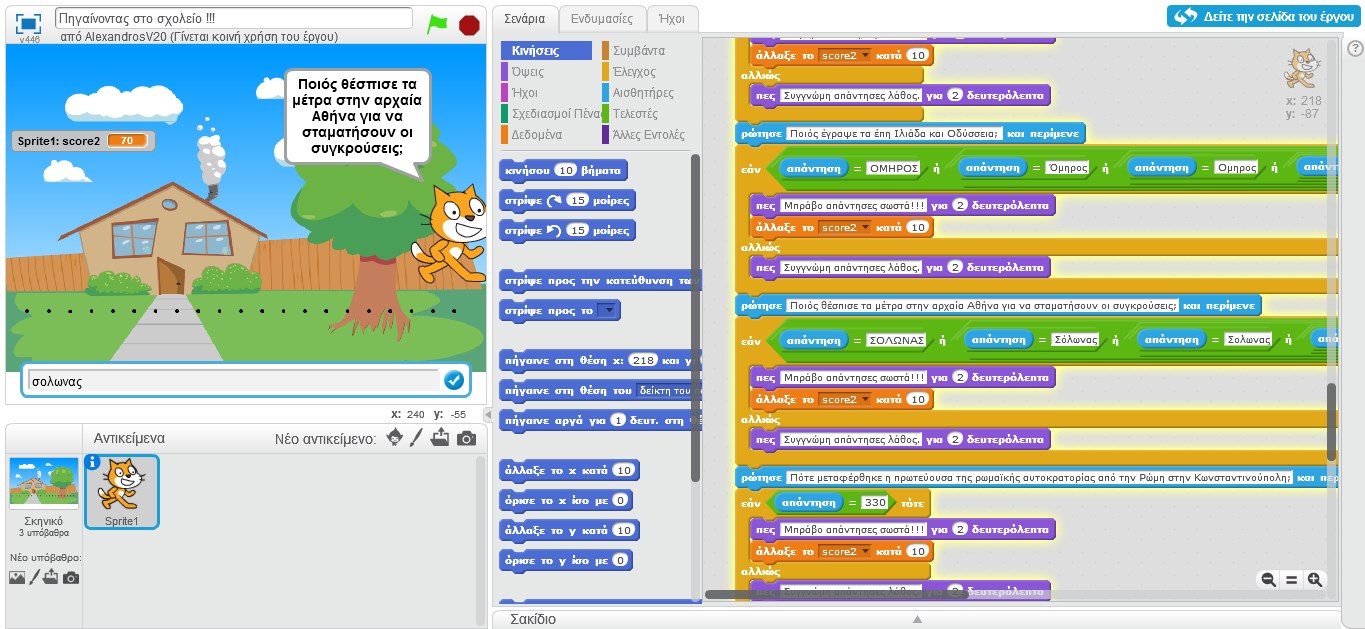 Πηγαίνοντας στο σχολείο !!!
v446
από AlexandrosV20 (Γίνεται κοινή χρήση του έργου)
Ποιός θέσπισε τα
μέτρα στην αρχαία
Αθήνα για να
σταματήσουν οι
συγκρούσεις;
Sprite1: score2 70
σολωνας
x: 240 y: -55
Αντικείμενα
Νέο αντικείμενο:
Σκηνικό
3 υπόβαθρα
Νέο υπόβαθρο:
Sprite1
Σενάρια
Ενδυμασίες
Ήχοι
Δείτε την σελίδα του έργου
Κινήσεις
Συμβάντα
Όψεις
Έλεγχος
Ήχοι
Αισθητήρες
Σχεδιασμοί Πένα
Τελεστές
Δεδομένα
Άλλες Εντολές
κινήσου 10 βήματα
στρίψε 15 μοίρες
στρίψε 15 μοίρες
στρίψε προς την κατεύθυνση
στρίψε προς το
πήγαινε στη θέση x: 218 και y
πήγαινε στη θέση του δείκτη του
πήγαινε αργά για 1 δευτ. στη
άλλαξε το x κατά 10
όρισε το x ίσο με 0
άλλαξε το y κατά 10
όρισε το y ίσο με 0
άλλαξε το score2 κατά 10
αλλιώς
πες Συγγνώμη απάντησες λάθος. για 2 δευτερόλεπτα
ρώτησε Ποιός έγραψε τα έπη Ιλιάδα και Οδύσσεια; και περίμενε
εάν απάντηση = ΟΜΗΡΟΣ ή απάντηση = Όμηρος ή απάντηση = Ομηρος ή
πες Μπράβο απάντησες σωστά!!! για 2 δευτερόλεπτα
άλλαξε το score2 κατά 10
αλλιώς
πες Συγγνώμη απάντησες λάθος. για 2 δευτερόλεπτα
ρώτησε Ποιός θέσπισε τα μέτρα στην αρχαία Αθήνα για να σταματήσουν οι συγκρούσεις; και περίμενε
εάν απάντηση = ΣΟΛΩΝΑΣ ή απάντηση = Σόλωνας ή απάντηση = Σολωνας ή
πες Μπράβο απάντησες σωστά!!! για 2 δευτερόλεπτα
άλλαξε το score2 κατά 10
αλλιώς
πες Συγγνώμη απάντησες λάθος. για 2 δευτερόλεπτα
ρώτησε Πότε μεταφέρθηκε η πρωτεύουσα της ρωμαϊκής αυτοκρατορίας από την Ρώμη στην Κωνσταντινούπολη; και
εάν απάντηση = 330 τότε
πες Μπράβο απάντησες σωστά!!! για 2 δευτερόλεπτα
άλλαξε το score2 κατά 10
αλλιώς
πες Συγγνώμη απάντησες λάθος. για 2 δευτερόλεπτα
x: 218
y: -87
Σακίδιο